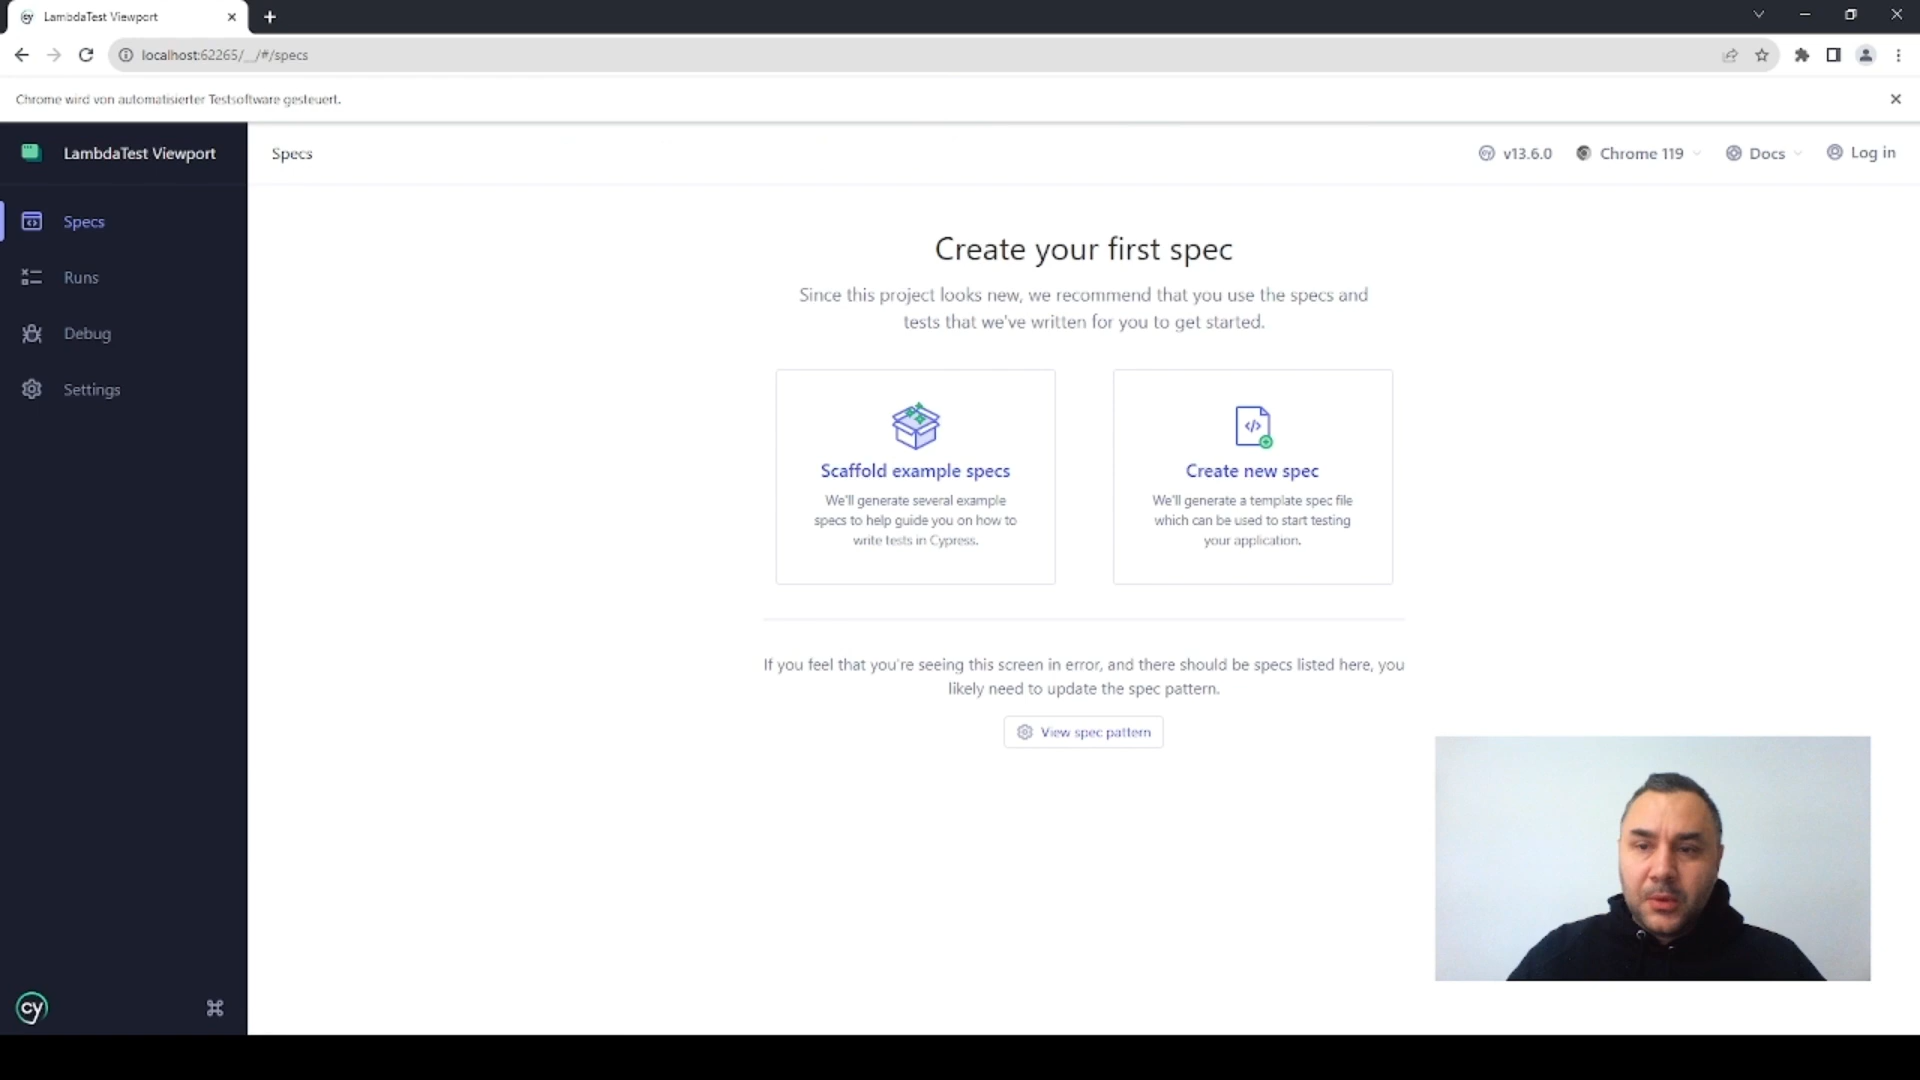 LambdaTest Viewport
localhost:62265/__/#/specs
Chrome wird von automatisierter Testsoftware gesteuert.
LambdaTest Viewport
Specs
Runs
Debug
Settings
cy
Specs
v13.6.0
Chrome 119
Docs
Log in
Create your first spec
Since this project looks new, we recommend that you use the specs and
tests that we've written for you to get started.
Scaffold example specs
We'll generate several example
specs to help guide you on how to
write tests in Cypress.
Create new spec
We'll generate a template spec file
which can be used to start testing
your application.
If you feel that you're seeing this screen in error, and there should be specs listed here, you
likely need to update the spec pattern.
View spec pattern